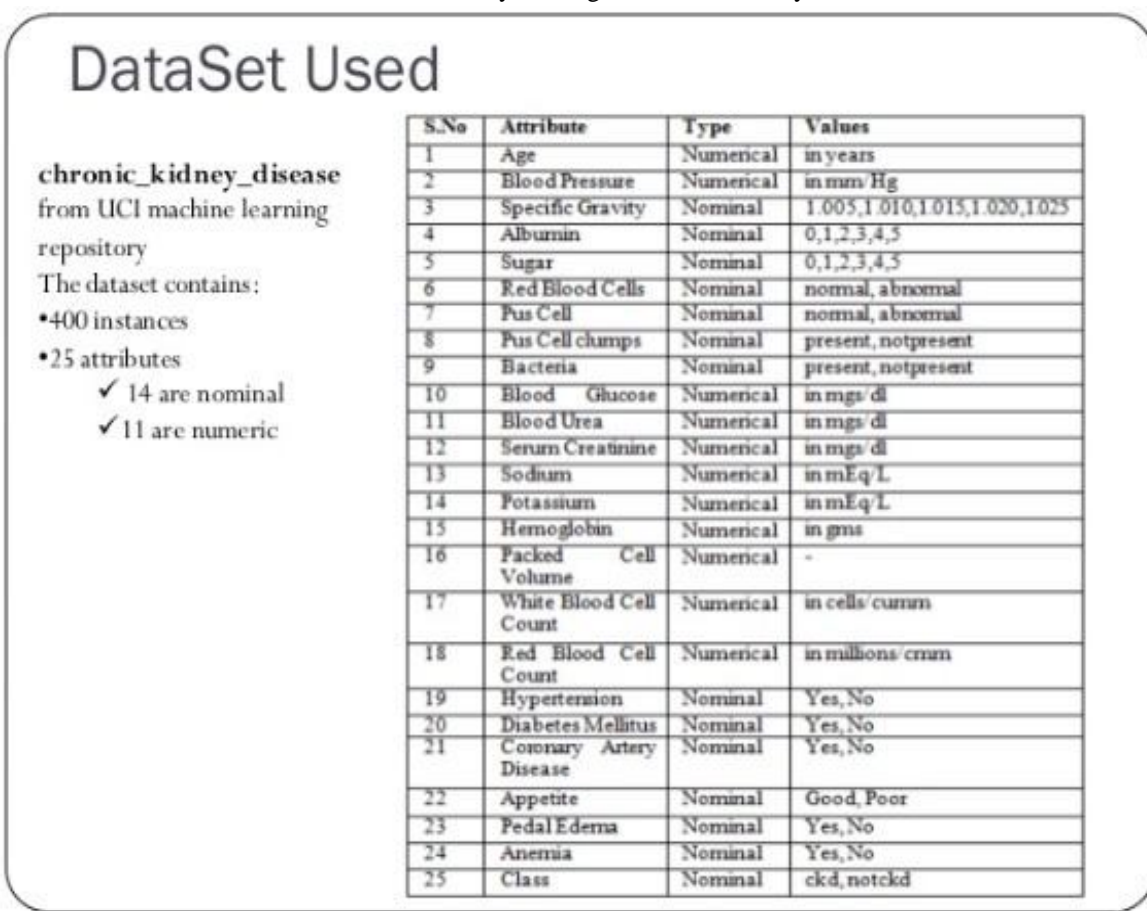 DataSet Used
chronic_kidney_disease
from UCI machine learning
repository
The dataset contains:
•400 instances
•25 attributes
✓ 14 are nominal
✓ 11 are numeric
S.No Attribute Type Values
1 Age Numerical in years
2 Blood Pressure Numerical in mm/Hg
3 Specific Gravity Nominal 1.005,1.010,1.015,1.020,1.025
4 Albumin Nominal 0,1,2,3,4,5
5 Sugar Nominal 0,1,2,3,4,5
6 Red Blood Cells Nominal normal, abnormal
7 Pus Cell Nominal normal, abnormal
8 Pus Cell clumps Nominal present, notpresent
9 Bacteria Nominal present, notpresent
10 Blood Glucose Numerical in mgs/dl
11 Blood Urea Numerical in mgs/dl
12 Serum Creatinine Numerical in mgs/dl
13 Sodium Numerical in mEq/L
14 Potassium Numerical in mEq/L
15 Hemoglobin Numerical in gms
16 Packed Cell Numerical -
Volume
17 White Blood Cell Numerical in cells/cumm
Count
18 Red Blood Cell Numerical in millions/cmm
Count
19 Hypertension Nominal Yes, No
20 Diabetes Mellitus Nominal Yes, No
21 Coronary Artery Nominal Yes, No
Disease
22 Appetite Nominal Good, Poor
23 Pedal Edema Nominal Yes, No
24 Anemia Nominal Yes, No
25 Class Nominal ckd, notckd